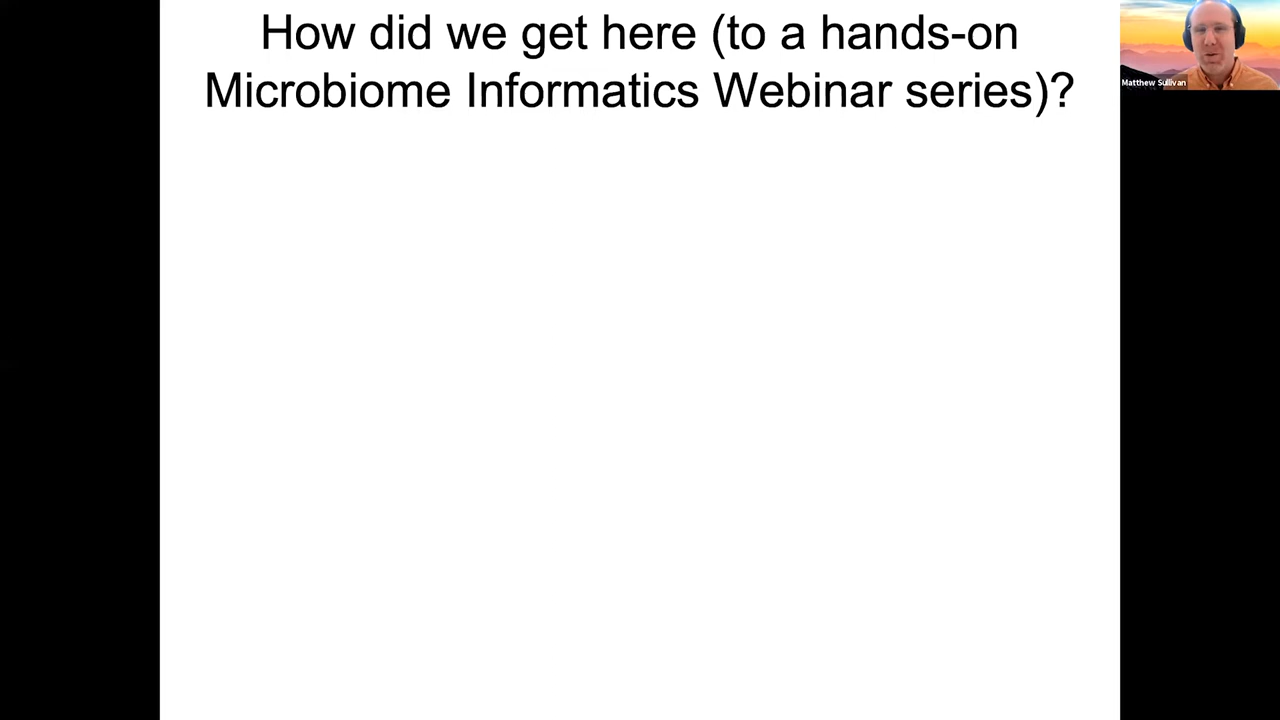 How did we get here (to a hands-on
Microbiome Informatics Webinar series)?
Matthew Sullivan